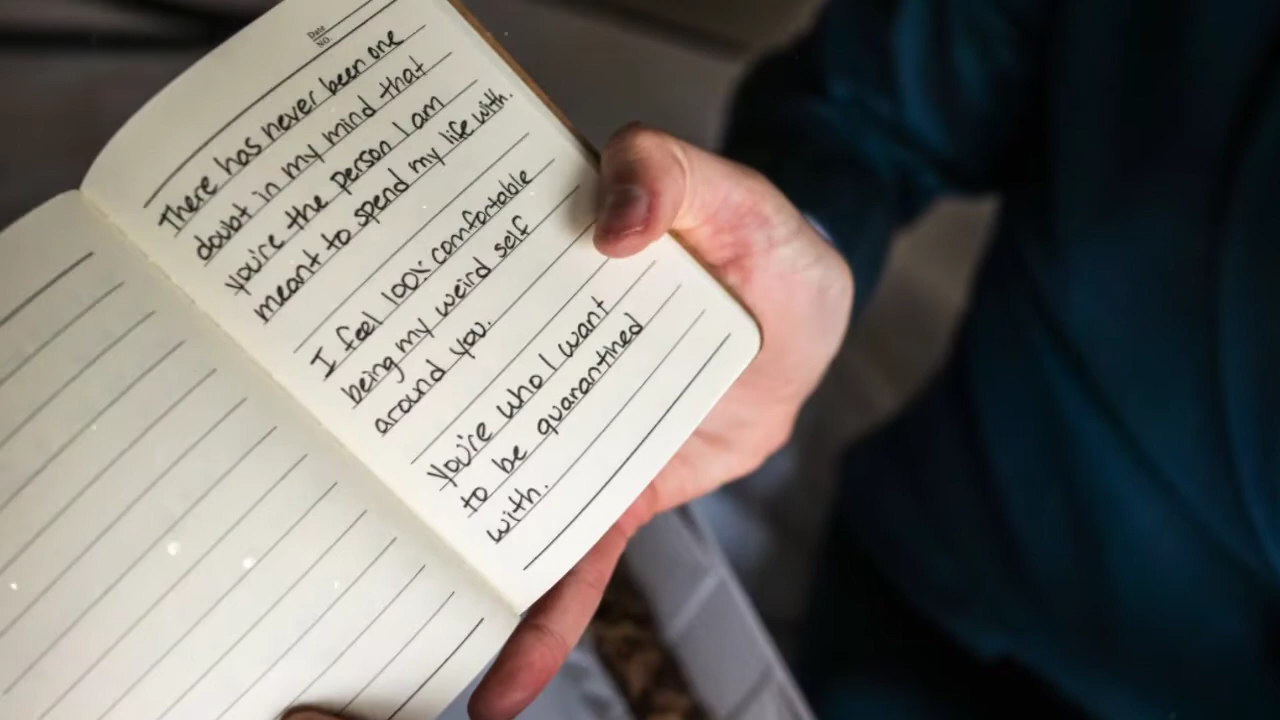 Date
NO.
There has never been one
doubt in my mind that
you're the person I am
meant to spend my life with.
I feel 100% comfortable
being my weird self
around you.
You're who I want
to be quarantined
with.